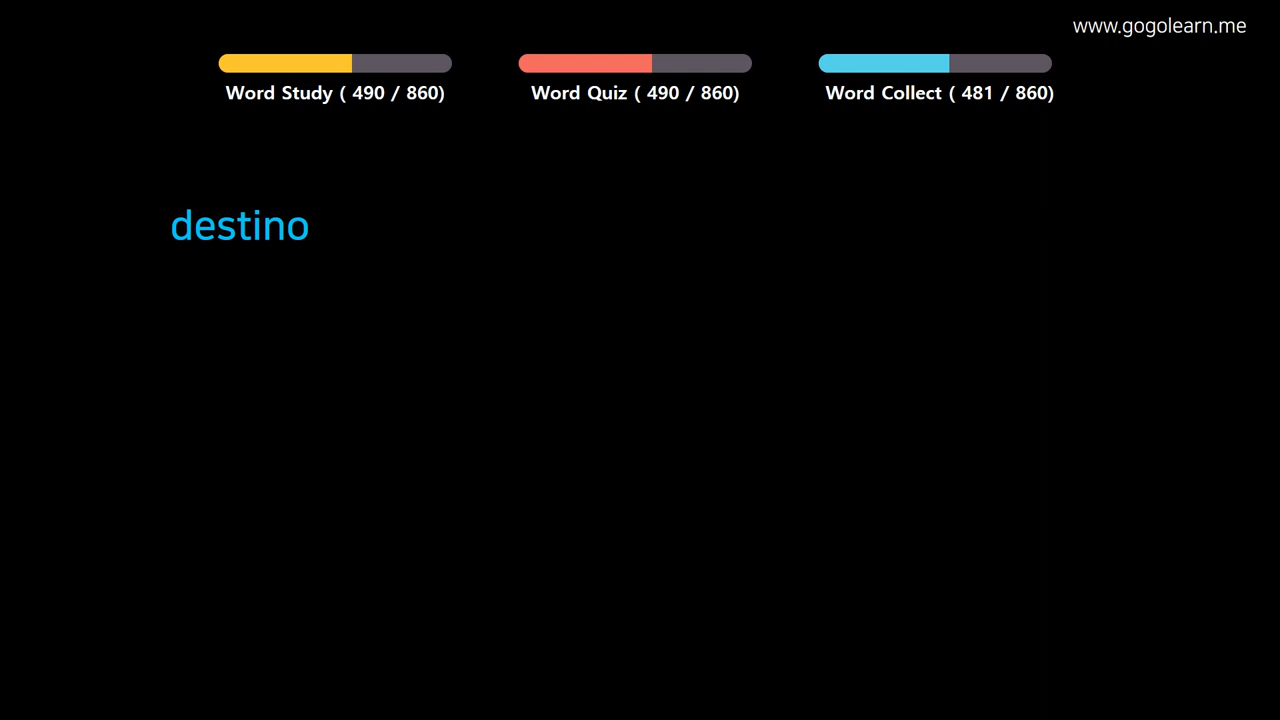 www.gogolearn.me
Word Study ( 490 / 860)
Word Quiz ( 490 / 860)
Word Collect ( 481 / 860)
destino